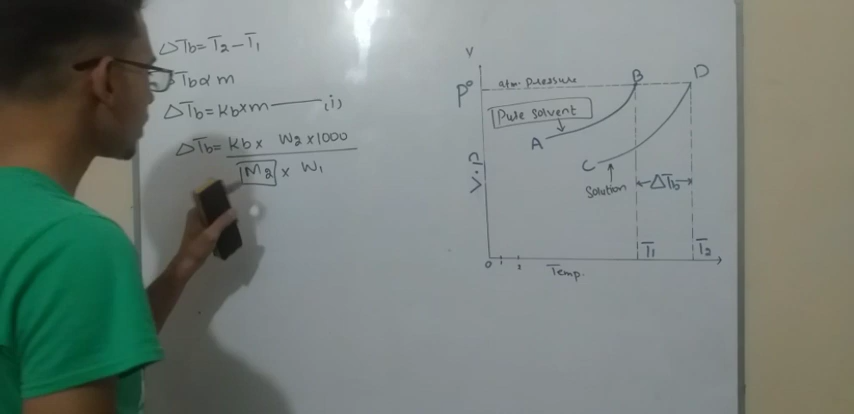 ΔTb = T2 - T1
Tb α m
ΔTb = Kb × m ——— (i)
ΔTb = Kb × W2 × 1000
M2 × W1
V
P°
atm. pressure
B
D
Pure solvent
A
C
Solution
ΔTb
V.P
T1
T2
0
Temp.